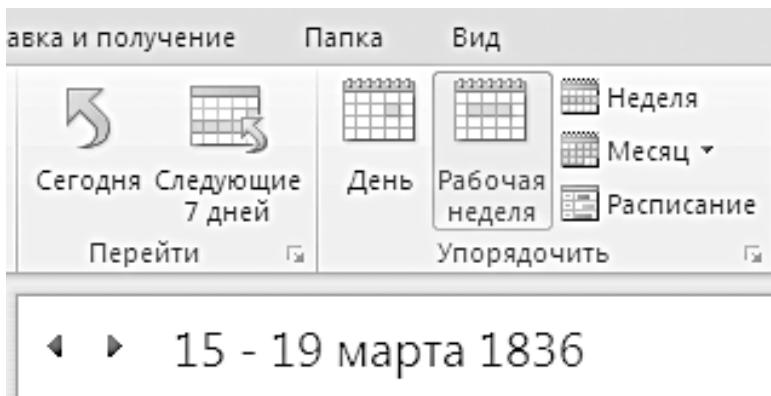 авка и получение Папка Вид
Сегодня
Следующие
7 дней
Перейти
День
Рабочая
неделя
Неделя
Месяц
Расписание
Упорядочить
15 - 19 марта 1836